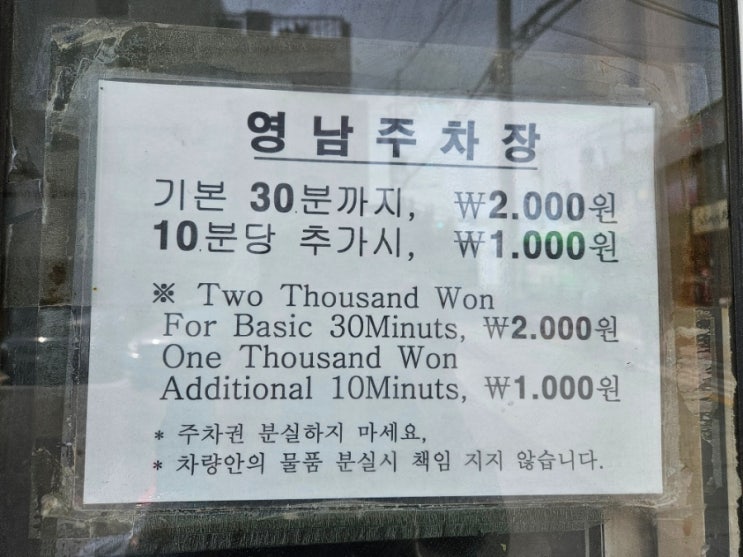 영남주차장
기본 30분까지, ₩2.000원
10분당 추가시, ₩1.000원
※ Two Thousand Won
For Basic 30Minuts, ₩2.000원
One Thousand Won
Additional 10Minuts, ₩1.000원
* 주차권 분실하지 마세요,
* 차량안의 물품 분실시 책임 지지 않습니다.